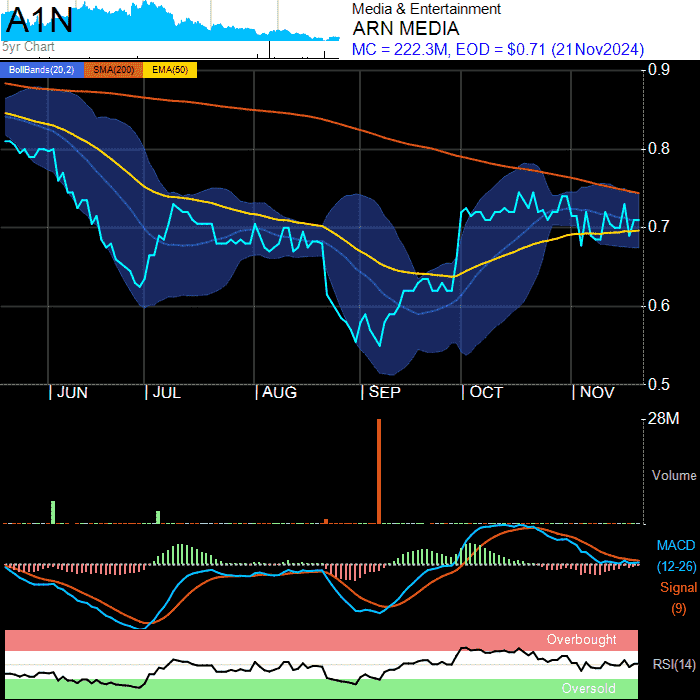 A1N
5yr Chart
Media & Entertainment
ARN MEDIA
MC = 222.3M, EOD = $0.71 (21Nov2024)
BollBands(20,2) SMA(200) EMA(50)
0.9
0.8
0.7
0.6
0.5
JUN JUL AUG SEP OCT NOV
28M
Volume
MACD
(12-26)
Signal
(9)
Overbought
RSI(14)
Oversold